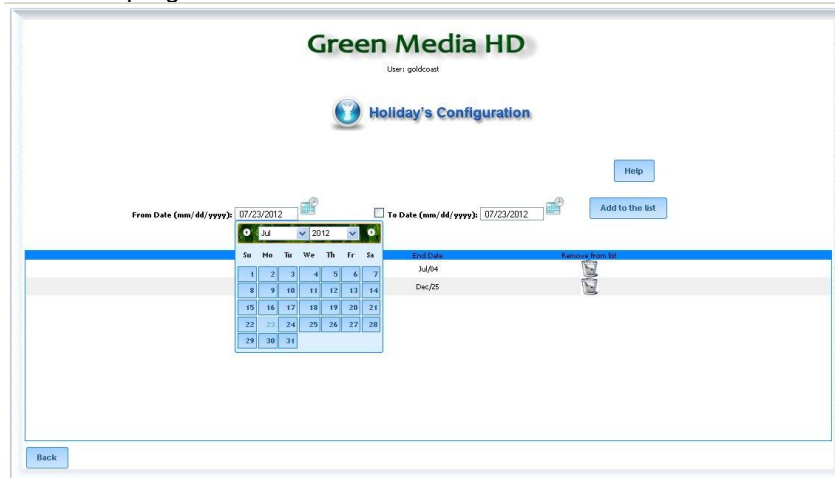 Green Media HD
User: goldcoast
Holiday's Configuration
Help
From Date (mm/dd/yyyy): 07/23/2012 To Date (mm/dd/yyyy): 07/23/2012 Add to the list
Jul 2012
Su Mo Tu We Th Fr Sa
1 2 3 4 5 6 7
8 9 10 11 12 13 14
15 16 17 18 19 20 21
22 23 24 25 26 27 28
29 30 31
End Date Remove from list
Jul/04
Dec/25
Back